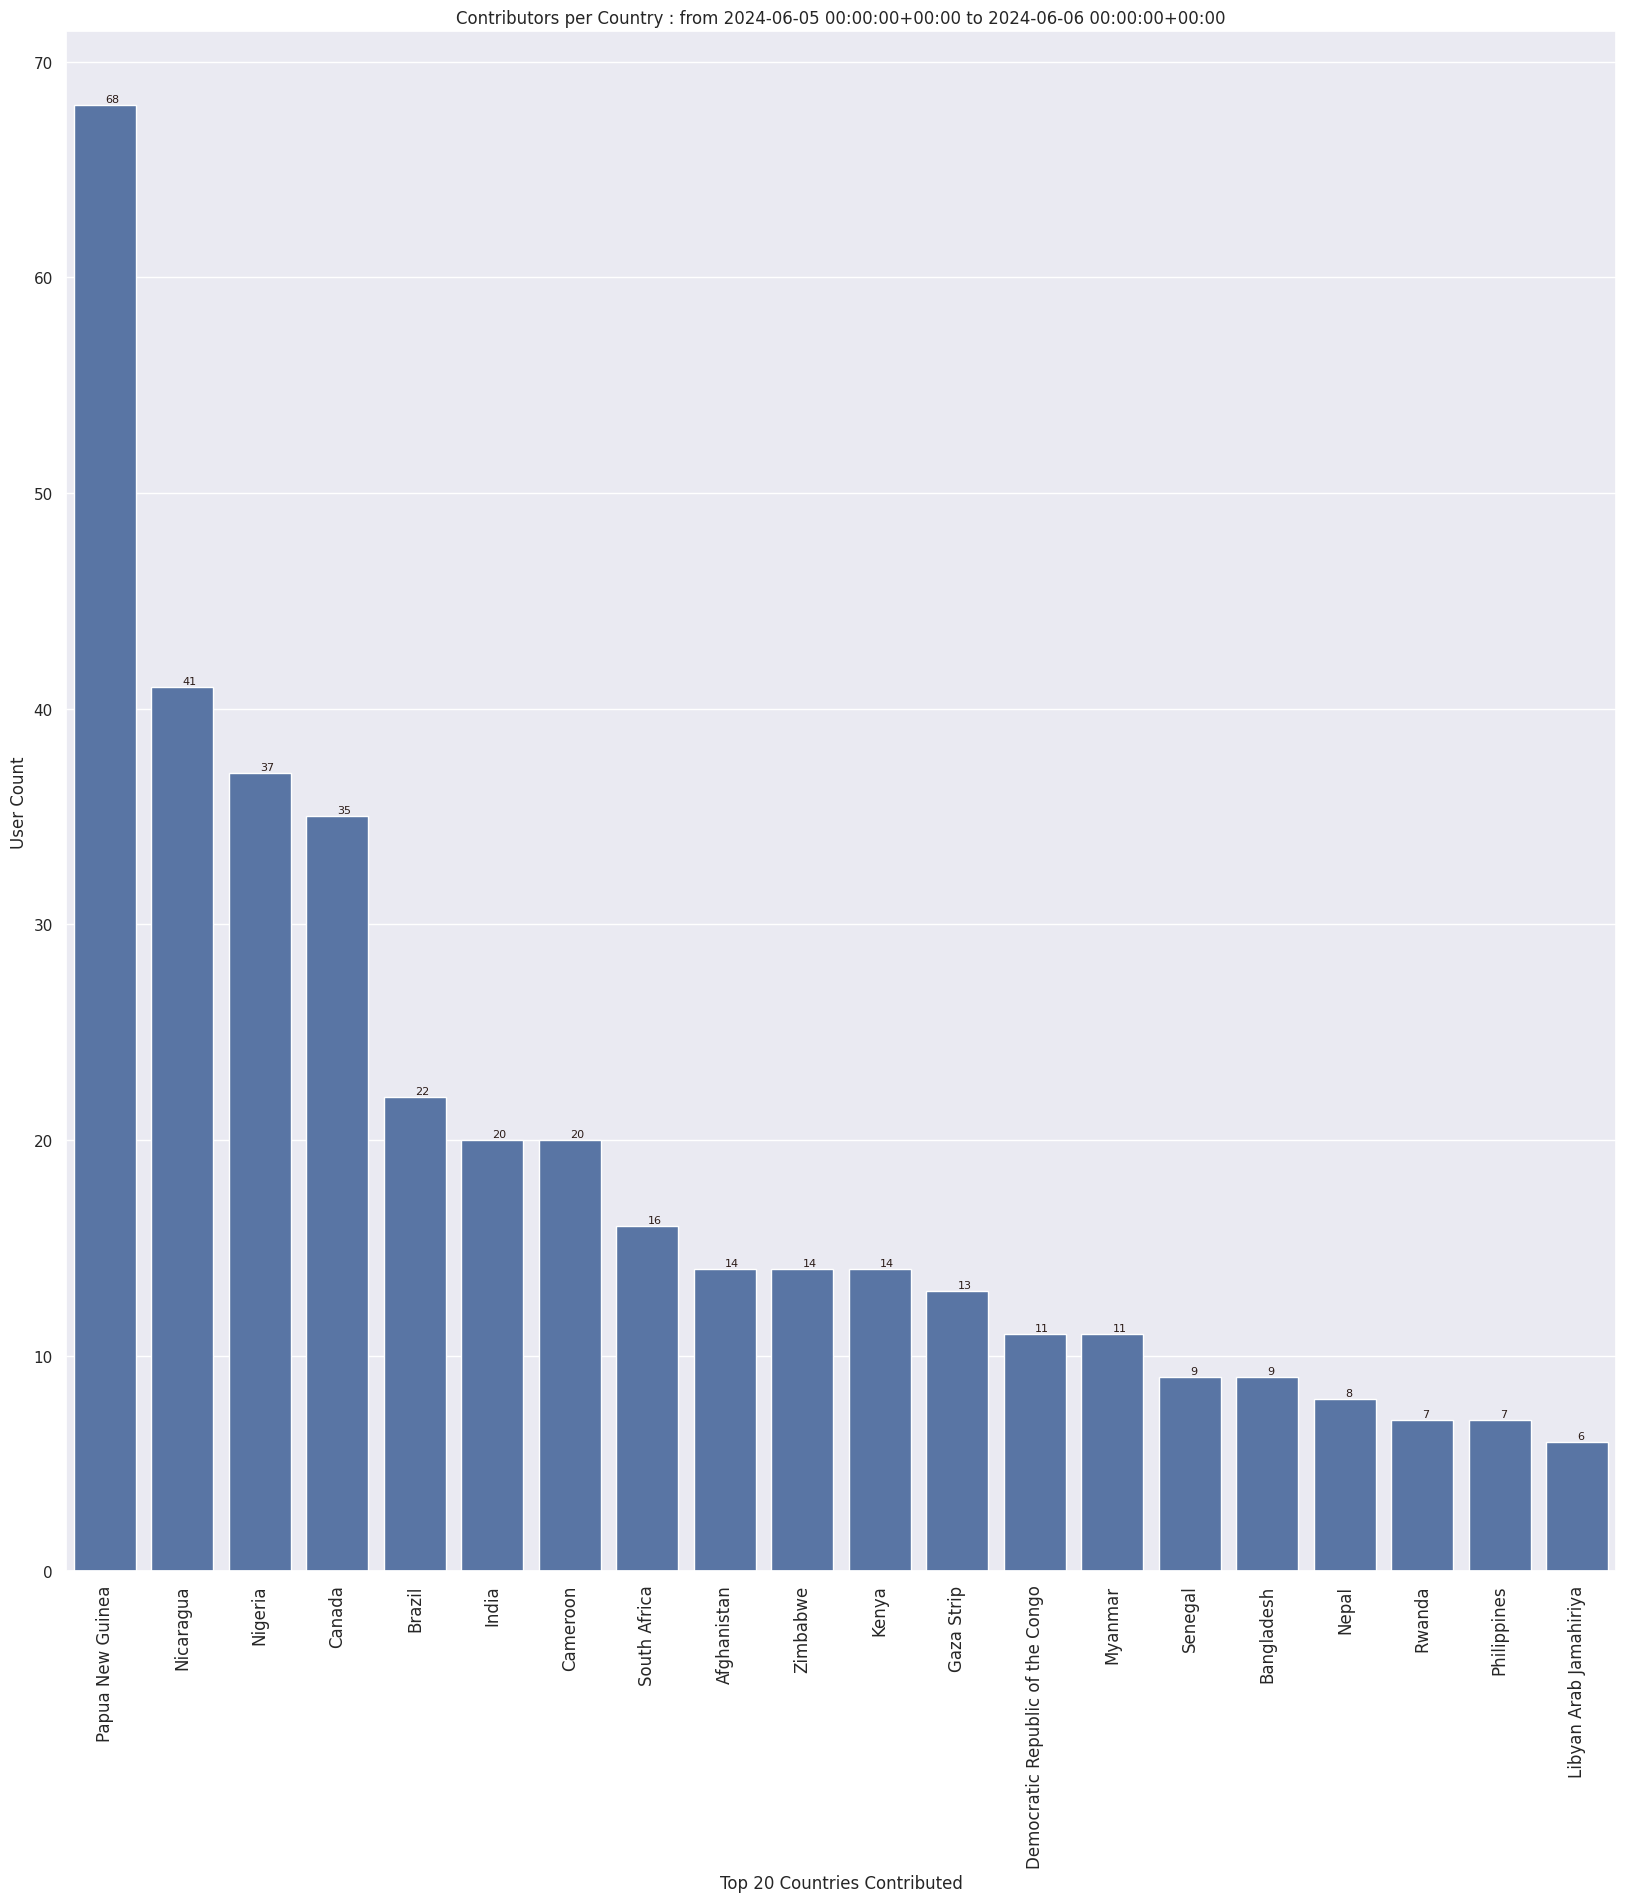 Contributors per Country : from 2024-06-05 00:00:00+00:00 to 2024-06-06 00:00:00+00:00
70
60
50
40
30
20
10
0
User Count
68
41
37
35
22
20
20
16
14
14
14
13
11
11
9
9
8
7
7
6
Papua New Guinea
Nicaragua
Nigeria
Canada
Brazil
India
Cameroon
South Africa
Afghanistan
Zimbabwe
Kenya
Gaza Strip
Democratic Republic of the Congo
Myanmar
Senegal
Bangladesh
Nepal
Rwanda
Philippines
Libyan Arab Jamahiriya
Top 20 Countries Contributed